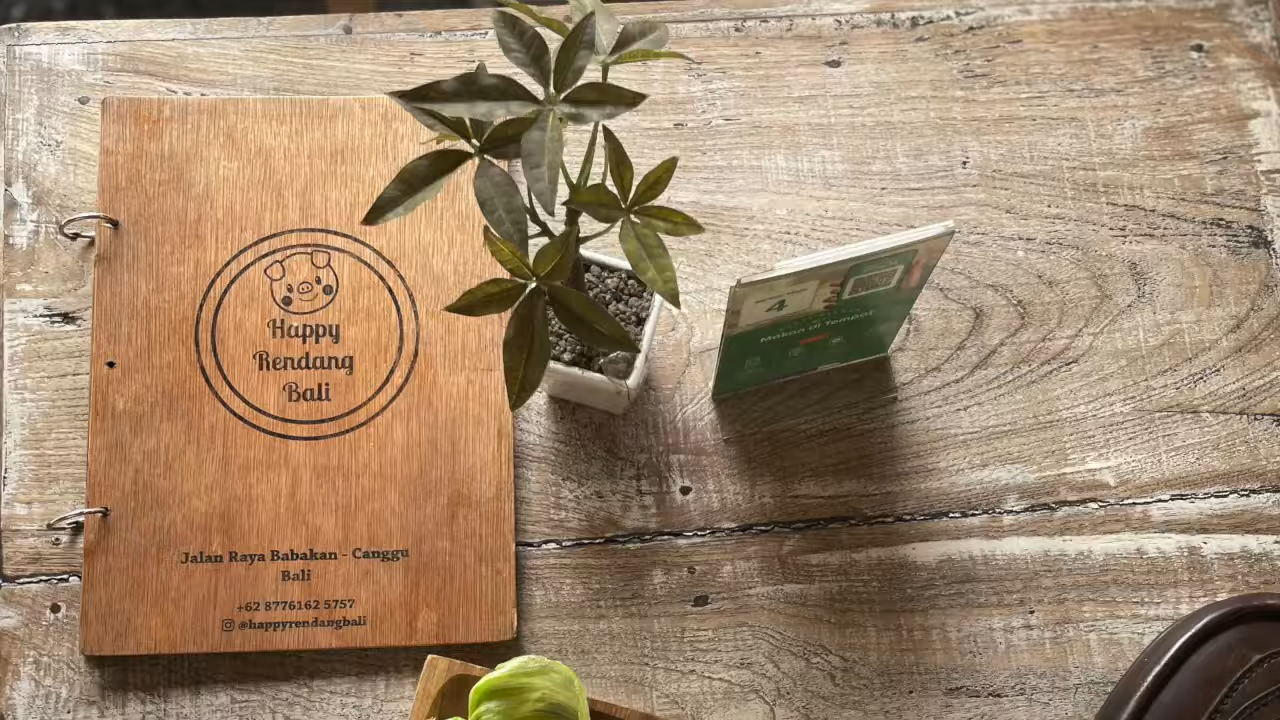 Happy
Rendang
Bali
Jalan Raya Babakan - Canggu
Bali
+62 8776162 5757
@happyrendangbali
4
Makan di Tempat